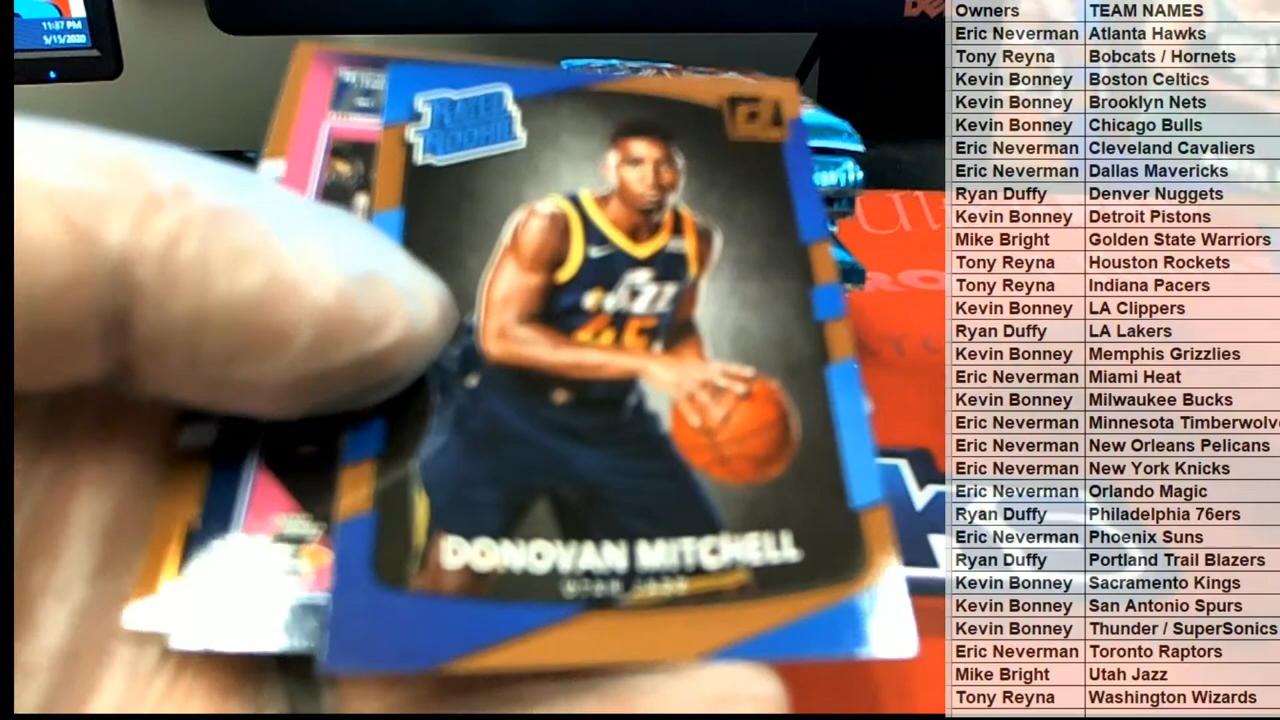 11:37 PM
5/15/2020
RATED
ROOKIE
JAZZ
45
DONOVAN MITCHELL
UTAH JAZZ
Owners TEAM NAMES
Eric Neverman Atlanta Hawks
Tony Reyna Bobcats / Hornets
Kevin Bonney Boston Celtics
Kevin Bonney Brooklyn Nets
Kevin Bonney Chicago Bulls
Eric Neverman Cleveland Cavaliers
Eric Neverman Dallas Mavericks
Ryan Duffy Denver Nuggets
Kevin Bonney Detroit Pistons
Mike Bright Golden State Warriors
Tony Reyna Houston Rockets
Tony Reyna Indiana Pacers
Kevin Bonney LA Clippers
Ryan Duffy LA Lakers
Kevin Bonney Memphis Grizzlies
Eric Neverman Miami Heat
Kevin Bonney Milwaukee Bucks
Eric Neverman Minnesota Timberwolv
Eric Neverman New Orleans Pelicans
Eric Neverman New York Knicks
Eric Neverman Orlando Magic
Ryan Duffy Philadelphia 76ers
Eric Neverman Phoenix Suns
Ryan Duffy Portland Trail Blazers
Kevin Bonney Sacramento Kings
Kevin Bonney San Antonio Spurs
Kevin Bonney Thunder / SuperSonics
Eric Neverman Toronto Raptors
Mike Bright Utah Jazz
Tony Reyna Washington Wizards